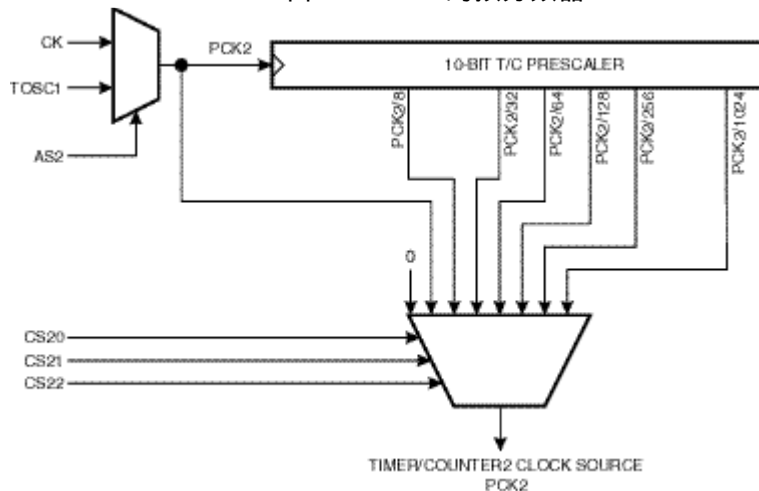 CK
PCK2
10-BIT T/C PRESCALER
TOSC1
PCK2/8
PCK2/32
PCK2/64
PCK2/128
PCK2/256
PCK2/1024
AS2
0
CS20
CS21
CS22
TIMER/COUNTER2 CLOCK SOURCE
PCK2